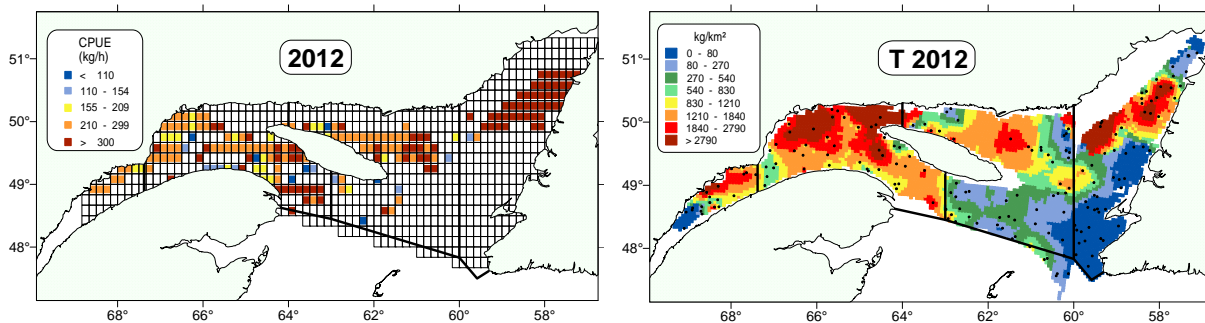 CPUE
(kg/h)
< 110
110 - 154
155 - 209
210 - 299
> 300
2012
51°
50°
49°
48°
68°
66°
64°
62°
60°
58°
kg/km²
0 - 80
80 - 270
270 - 540
540 - 830
830 - 1210
1210 - 1840
1840 - 2790
> 2790
T 2012
51°
50°
49°
48°
68°
66°
64°
62°
60°
58°